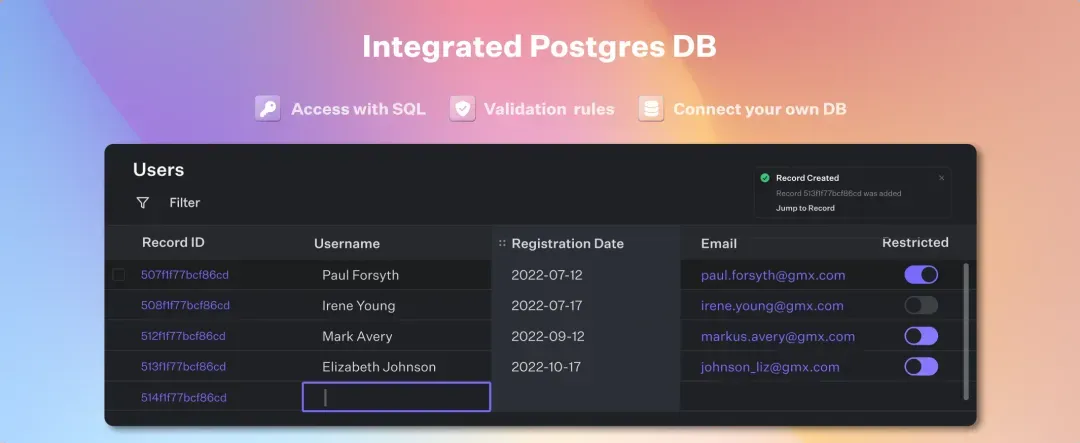 Integrated Postgres DB
Access with SQL Validation rules Connect your own DB
Users
Record Created
Record 513f1f77bcf86cd was added
Jump to Record
Filter
Record ID Username Registration Date Email Restricted
507f1f77bcf86cd Paul Forsyth 2022-07-12 paul.forsyth@gmx.com
508f1f77bcf86cd Irene Young 2022-07-17 irene.young@gmx.com
512f1f77bcf86cd Mark Avery 2022-09-12 markus.avery@gmx.com
513f1f77bcf86cd Elizabeth Johnson 2022-10-17 johnson_liz@gmx.com
514f1f77bcf86cd